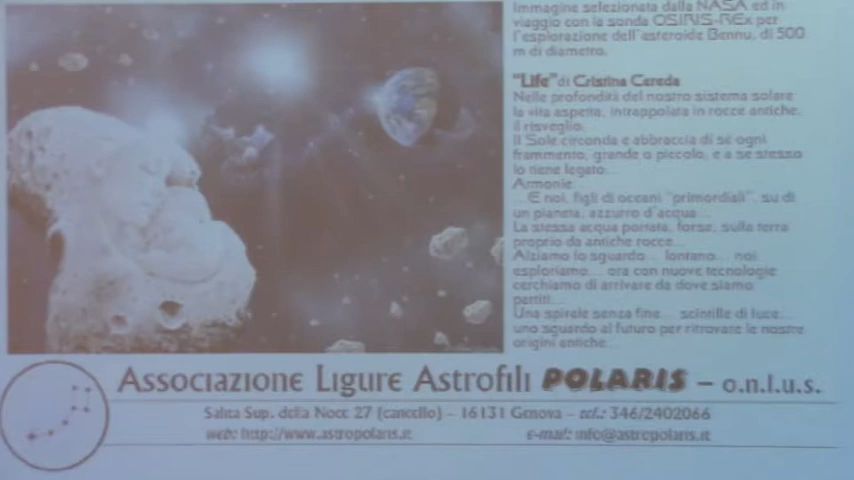 Immagine selezionata dalla NASA ed in
viaggio con la sonda OSIRIS-REx per
l'esplorazione dell'asteroide Bennu, di 500
m di diametro.
"Life" di Cristina Cereda
Nelle profondità del nostro sistema solare
la vita aspetta, intrappolata in rocce antiche,
il risveglio.
Il Sole circonda e abbraccia di sé ogni
frammento, grande o piccolo, e a se stesso
lo tiene legato...
Armonie.
...E noi, figli di oceani "primordiali", su di
un pianeta, azzurro d'acqua...
La stessa acqua portata, forse, sulla terra
proprio da antiche rocce...
Alziamo lo sguardo... lontano... noi
esploriamo... ora con nuove tecnologie
cerchiamo di arrivare da dove siamo
partiti...
Una spirale senza fine... scintille di luce...
uno sguardo al futuro per ritrovare le nostre
origini antiche...
Associazione Ligure Astrofili POLARIS – o.n.l.u.s.
Salita Sup. della Noce 27 (cancello) – 16131 Genova – tel.: 346/2402066
web: http://www.astropolaris.it e-mail: info@astropolaris.it